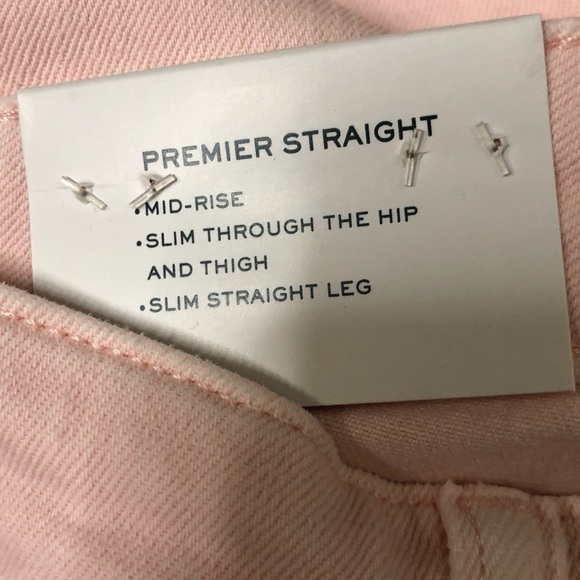 PREMIER STRAIGHT
•MID-RISE
•SLIM THROUGH THE HIP
AND THIGH
•SLIM STRAIGHT LEG